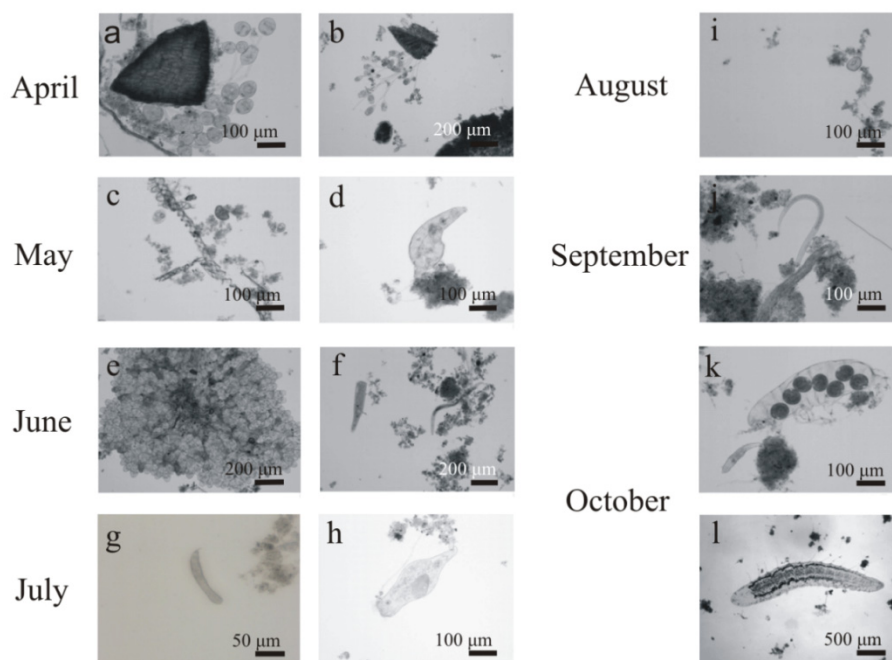 April
a
100 μm
b
200 μm
May
c
100 μm
d
100 μm
June
e
200 μm
f
200 μm
July
g
50 μm
h
100 μm
August
i
100 μm
September
j
100 μm
October
k
100 μm
l
500 μm